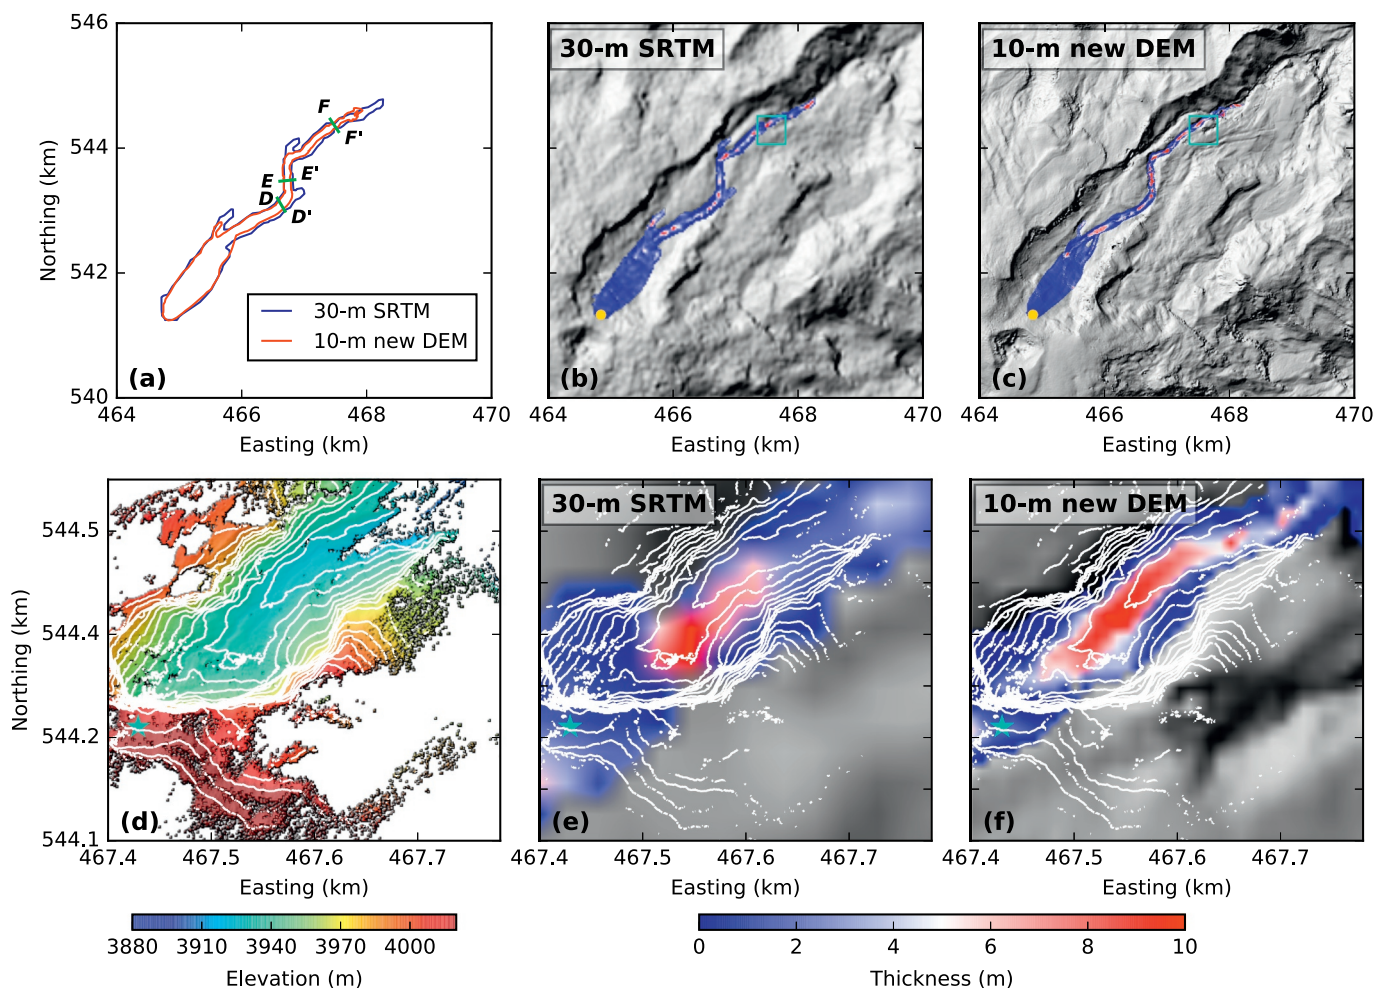 546
544
542
540
Northing (km)
F
F'
E
E'
D
D'
30-m SRTM
10-m new DEM
(a)
464 466 468 470
Easting (km)
30-m SRTM
(b)
464 466 468 470
Easting (km)
10-m new DEM
(c)
464 466 468 470
Easting (km)
544.5
544.4
544.2
544.1
Northing (km)
(d)
467.4 467.5 467.6 467.7
Easting (km)
30-m SRTM
(e)
467.4 467.5 467.6 467.7
Easting (km)
10-m new DEM
(f)
467.4 467.5 467.6 467.7
Easting (km)
3880 3910 3940 3970 4000
Elevation (m)
0 2 4 6 8 10
Thickness (m)